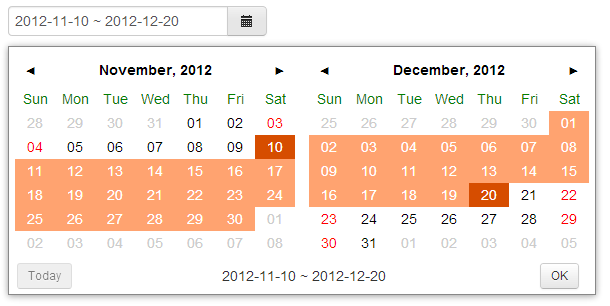 2012-11-10 ~ 2012-12-20
◄ November, 2012 ►
Sun Mon Tue Wed Thu Fri Sat
28 29 30 31 01 02 03
04 05 06 07 08 09 10
11 12 13 14 15 16 17
18 19 20 21 22 23 24
25 26 27 28 29 30 01
02 03 04 05 06 07 08
◄ December, 2012 ►
Sun Mon Tue Wed Thu Fri Sat
25 26 27 28 29 30 01
02 03 04 05 06 07 08
09 10 11 12 13 14 15
16 17 18 19 20 21 22
23 24 25 26 27 28 29
30 31 01 02 03 04 05
Today 2012-11-10 ~ 2012-12-20 OK